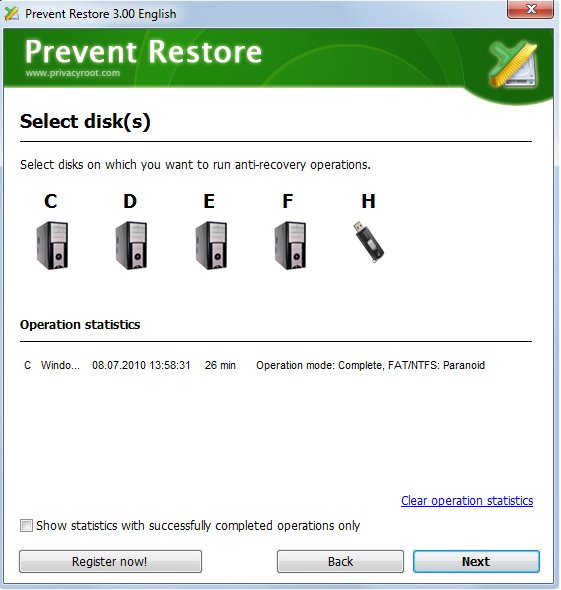 Prevent Restore 3.00 English
Prevent Restore
www.privacyroot.com
Select disk(s)
Select disks on which you want to run anti-recovery operations.
C D E F H
Operation statistics
C Windo... 08.07.2010 13:58:31 26 min Operation mode: Complete, FAT/NTFS: Paranoid
Clear operation statistics
Show statistics with successfully completed operations only
Register now! Back Next